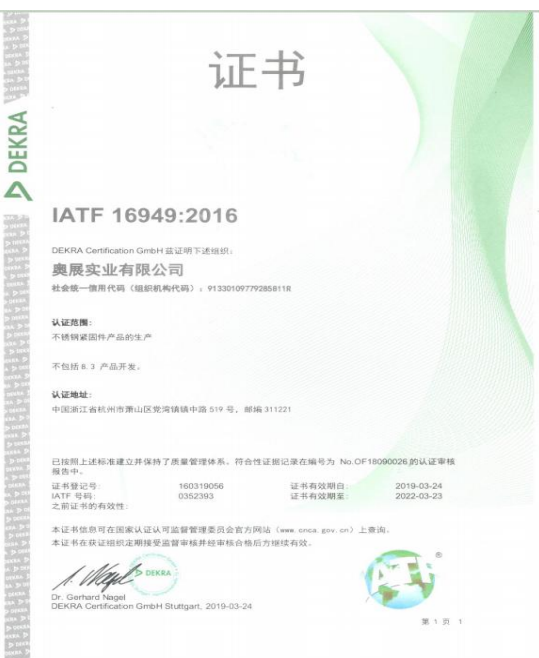 证书
DEKRA
IATF 16949:2016
DEKRA Certification GmbH 兹证明下述组织:
奥展实业有限公司
社会统一信用代码（组织机构代码）: 91330109779285811R
认证范围:
不锈钢紧固件产品的生产
不包括 8.3 产品开发。
认证地址:
中国浙江省杭州市萧山区党湾镇镇中路 519 号, 邮编 311221
已按照上述标准建立并保持了质量管理体系。符合性证据记录在编号为 No.OF18090026 的认证审核
报告中。
证书登记号: 160319056 证书有效期自: 2019-03-24
IATF 号码: 0352393 证书有效期至: 2022-03-23
之前证书的有效性:
本证书信息可在国家认证认可监督管理委员会官方网站（www.cnca.gov.cn）上查询。
本证书在获证组织定期接受监督审核并经审核合格后方继续有效。
DEKRA
Dr. Gerhard Nagel
DEKRA Certification GmbH Stuttgart, 2019-03-24
IATF
®
第 1 页 1